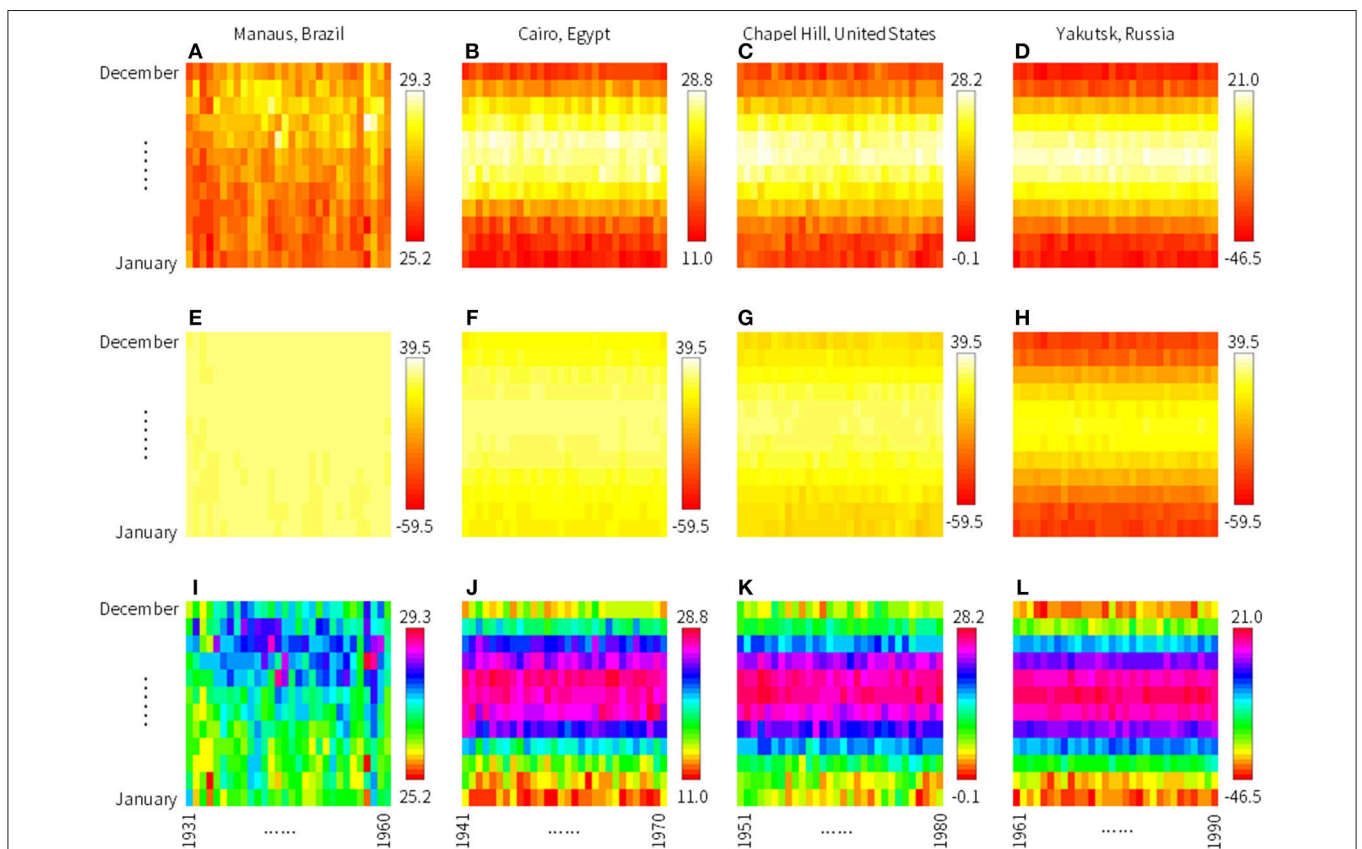 Manaus, Brazil Cairo, Egypt Chapel Hill, United States Yakutsk, Russia
A B C D
December 29.3 28.8 28.2 21.0
......
January 25.2 11.0 -0.1 -46.5
E F G H
December 39.5 39.5 39.5 39.5
......
January -59.5 -59.5 -59.5 -59.5
I J K L
December 29.3 28.8 28.2 21.0
......
January 25.2 11.0 -0.1 -46.5
1931 ...... 1960 1941 ...... 1970 1951 ...... 1980 1961 ...... 1990